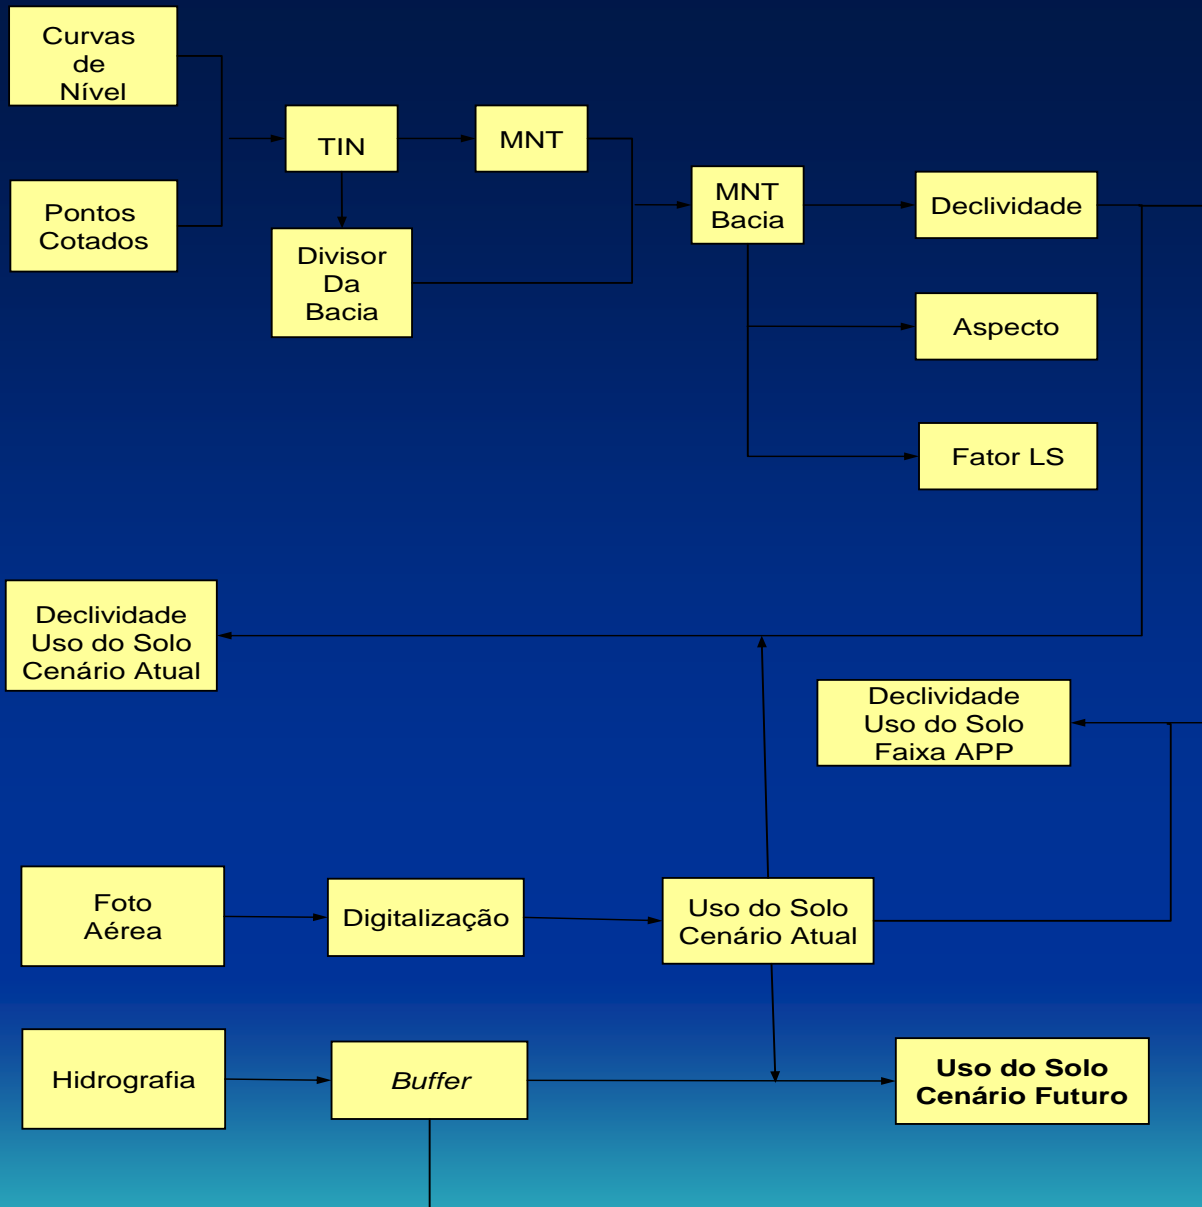 Curvas
de
Nível
TIN
MNT
Pontos
Cotados
Divisor
Da
Bacia
MNT
Bacia
Declividade
Aspecto
Fator LS
Declividade
Uso do Solo
Cenário Atual
Declividade
Uso do Solo
Faixa APP
Foto
Aérea
Digitalização
Uso do Solo
Cenário Atual
Hidrografia
Buffer
Uso do Solo
Cenário Futuro